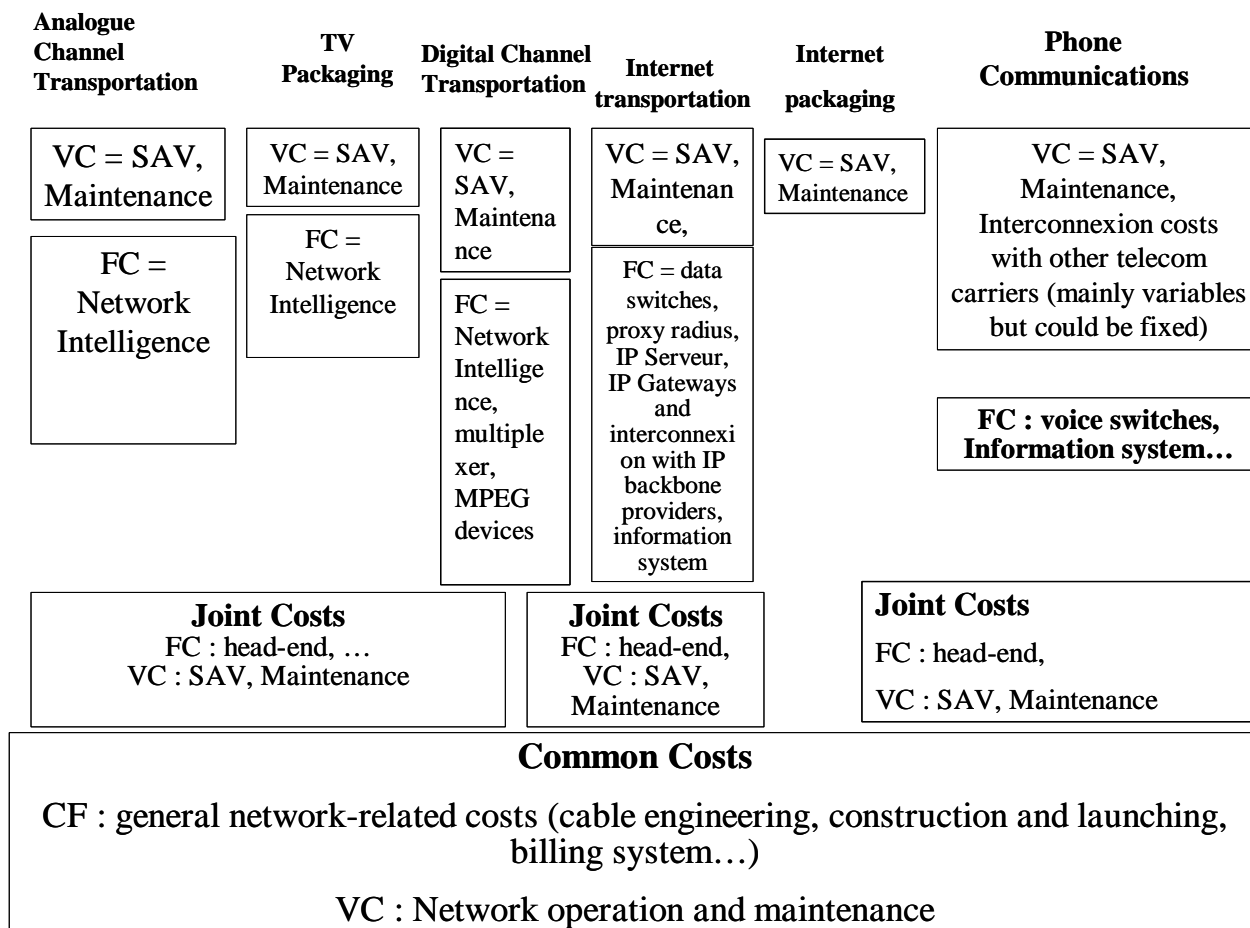 Analogue
Channel
Transportation
TV
Packaging
Digital Channel
Transportation
Internet
transportation
Internet
packaging
Phone
Communications
VC = SAV,
Maintenance
FC =
Network
Intelligence
VC = SAV,
Maintenance
FC =
Network
Intelligence
VC =
SAV,
Maintena
nce
FC =
Network
Intellige
nce,
multiple
xer,
MPEG
devices
VC = SAV,
Maintenan
ce,
FC = data
switches,
proxy radius,
IP Serveur,
IP Gateways
and
interconnexi
on with IP
backbone
providers,
information
system
VC = SAV,
Maintenance
VC = SAV,
Maintenance,
Interconnexion costs
with other telecom
carriers (mainly variables
but could be fixed)
FC : voice switches,
Information system…
Joint Costs
FC : head-end, …
VC : SAV, Maintenance
Joint Costs
FC : head-end,
VC : SAV,
Maintenance
Joint Costs
FC : head-end,
VC : SAV, Maintenance
Common Costs
CF : general network-related costs (cable engineering, construction and launching,
billing system…)
VC : Network operation and maintenance